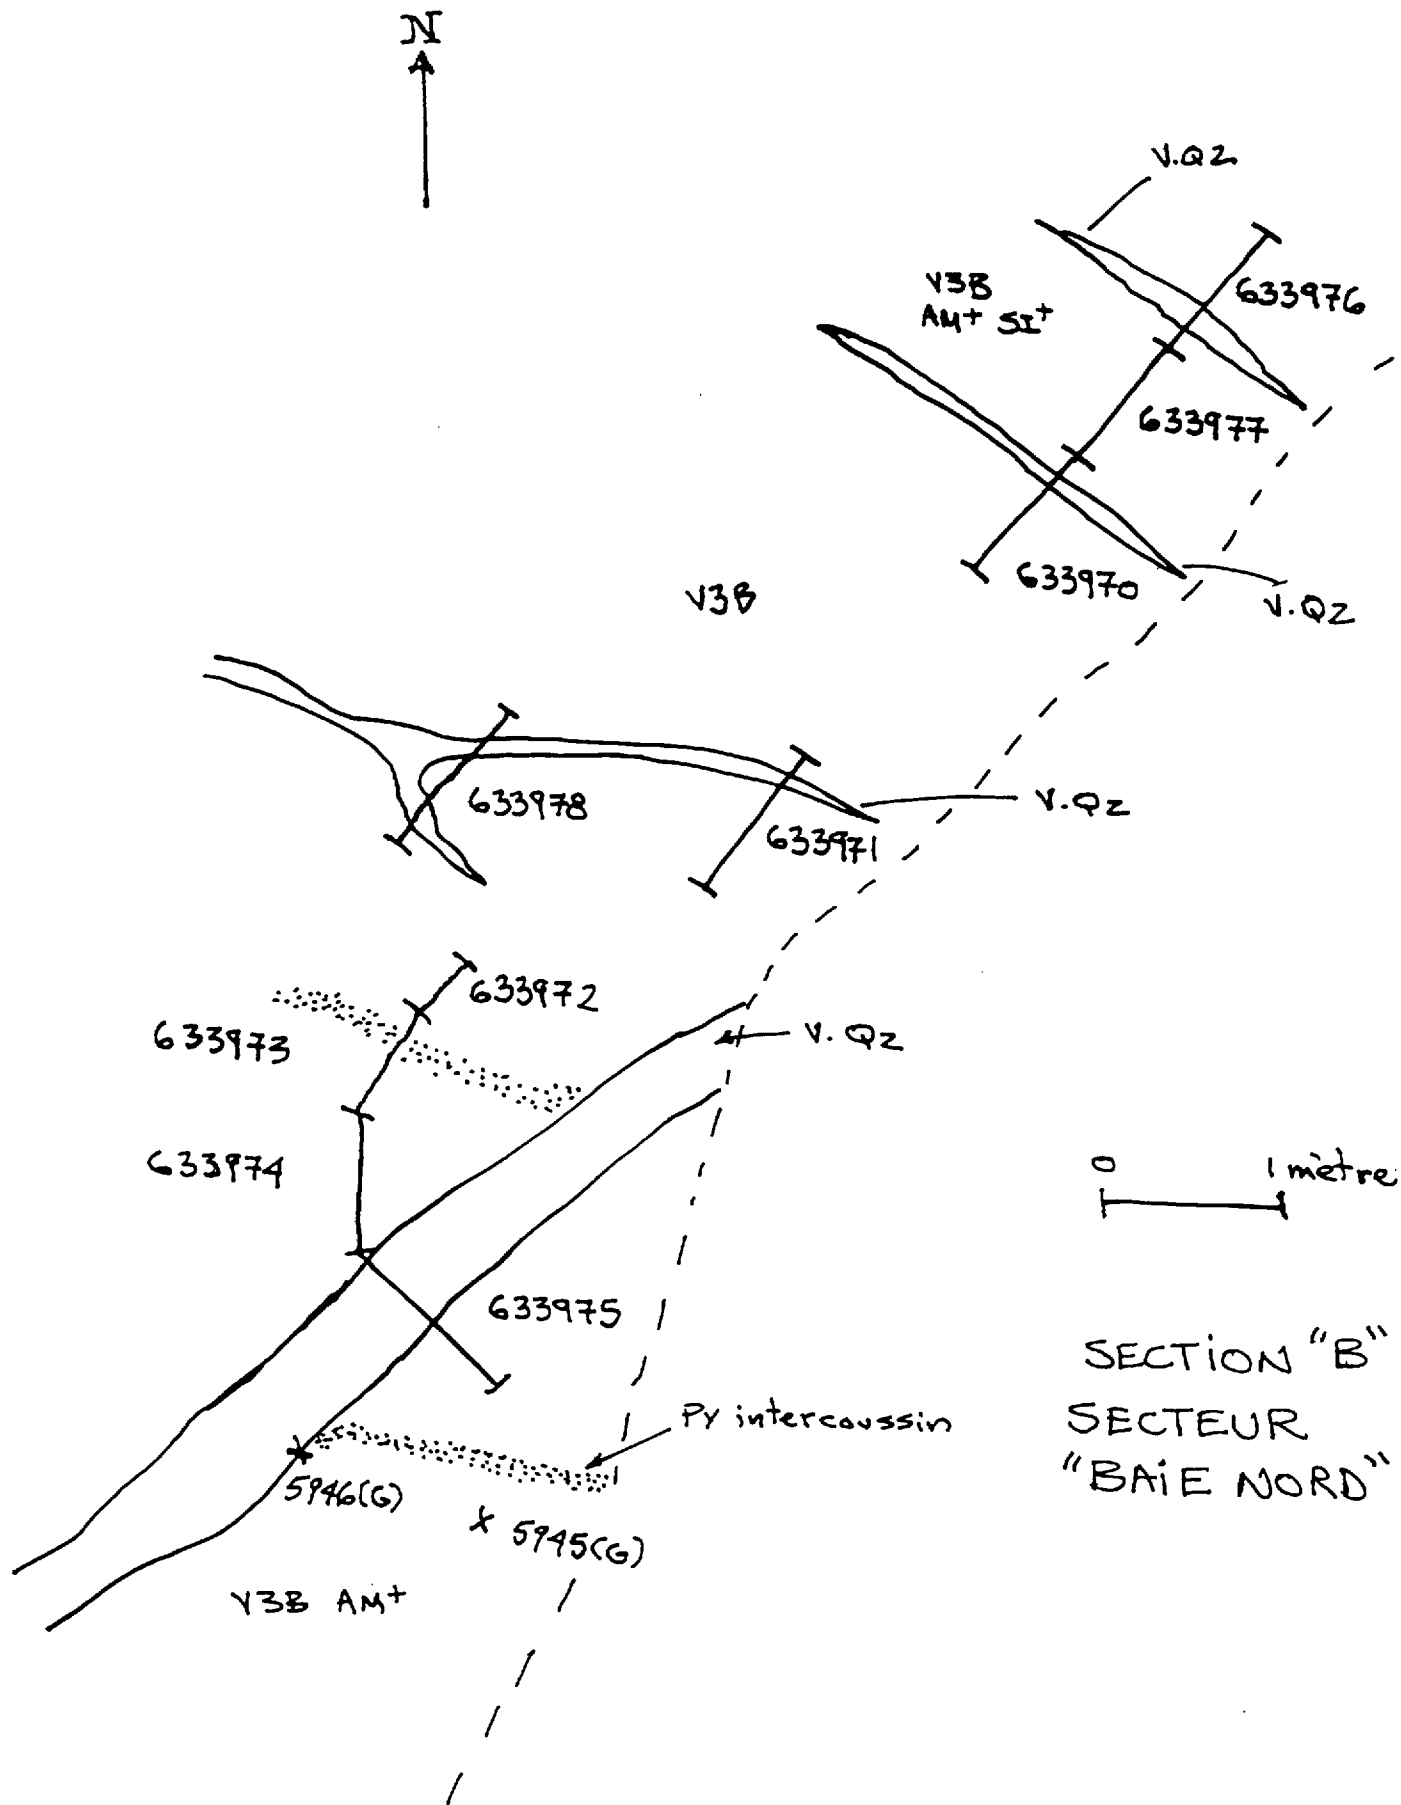 N
V.QZ
633976
V3B
AM+ SI+
633977
633970
V.QZ
V3B
633978
V.QZ
633971
633972
633973
V. QZ
633974
0 1 mètre
633975
SECTION "B"
SECTEUR
"BAIE NORD"
Py intercoussin
5946(G)
5945(G)
V3B AM+